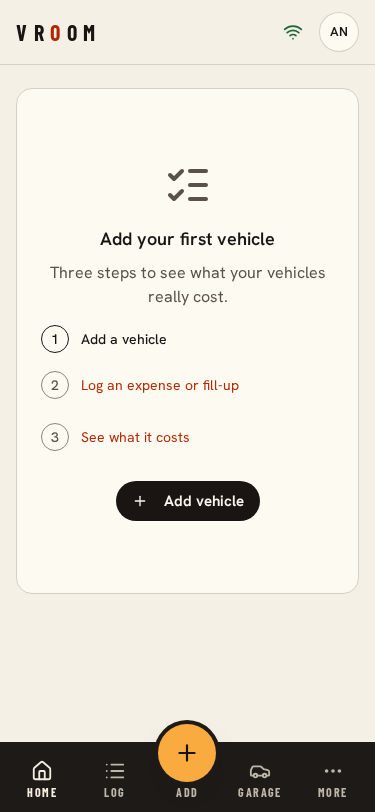 VROOM
AN
Add your first vehicle
Three steps to see what your vehicles
really cost.
1 Add a vehicle
2 Log an expense or fill-up
3 See what it costs
+ Add vehicle
HOME LOG ADD GARAGE MORE